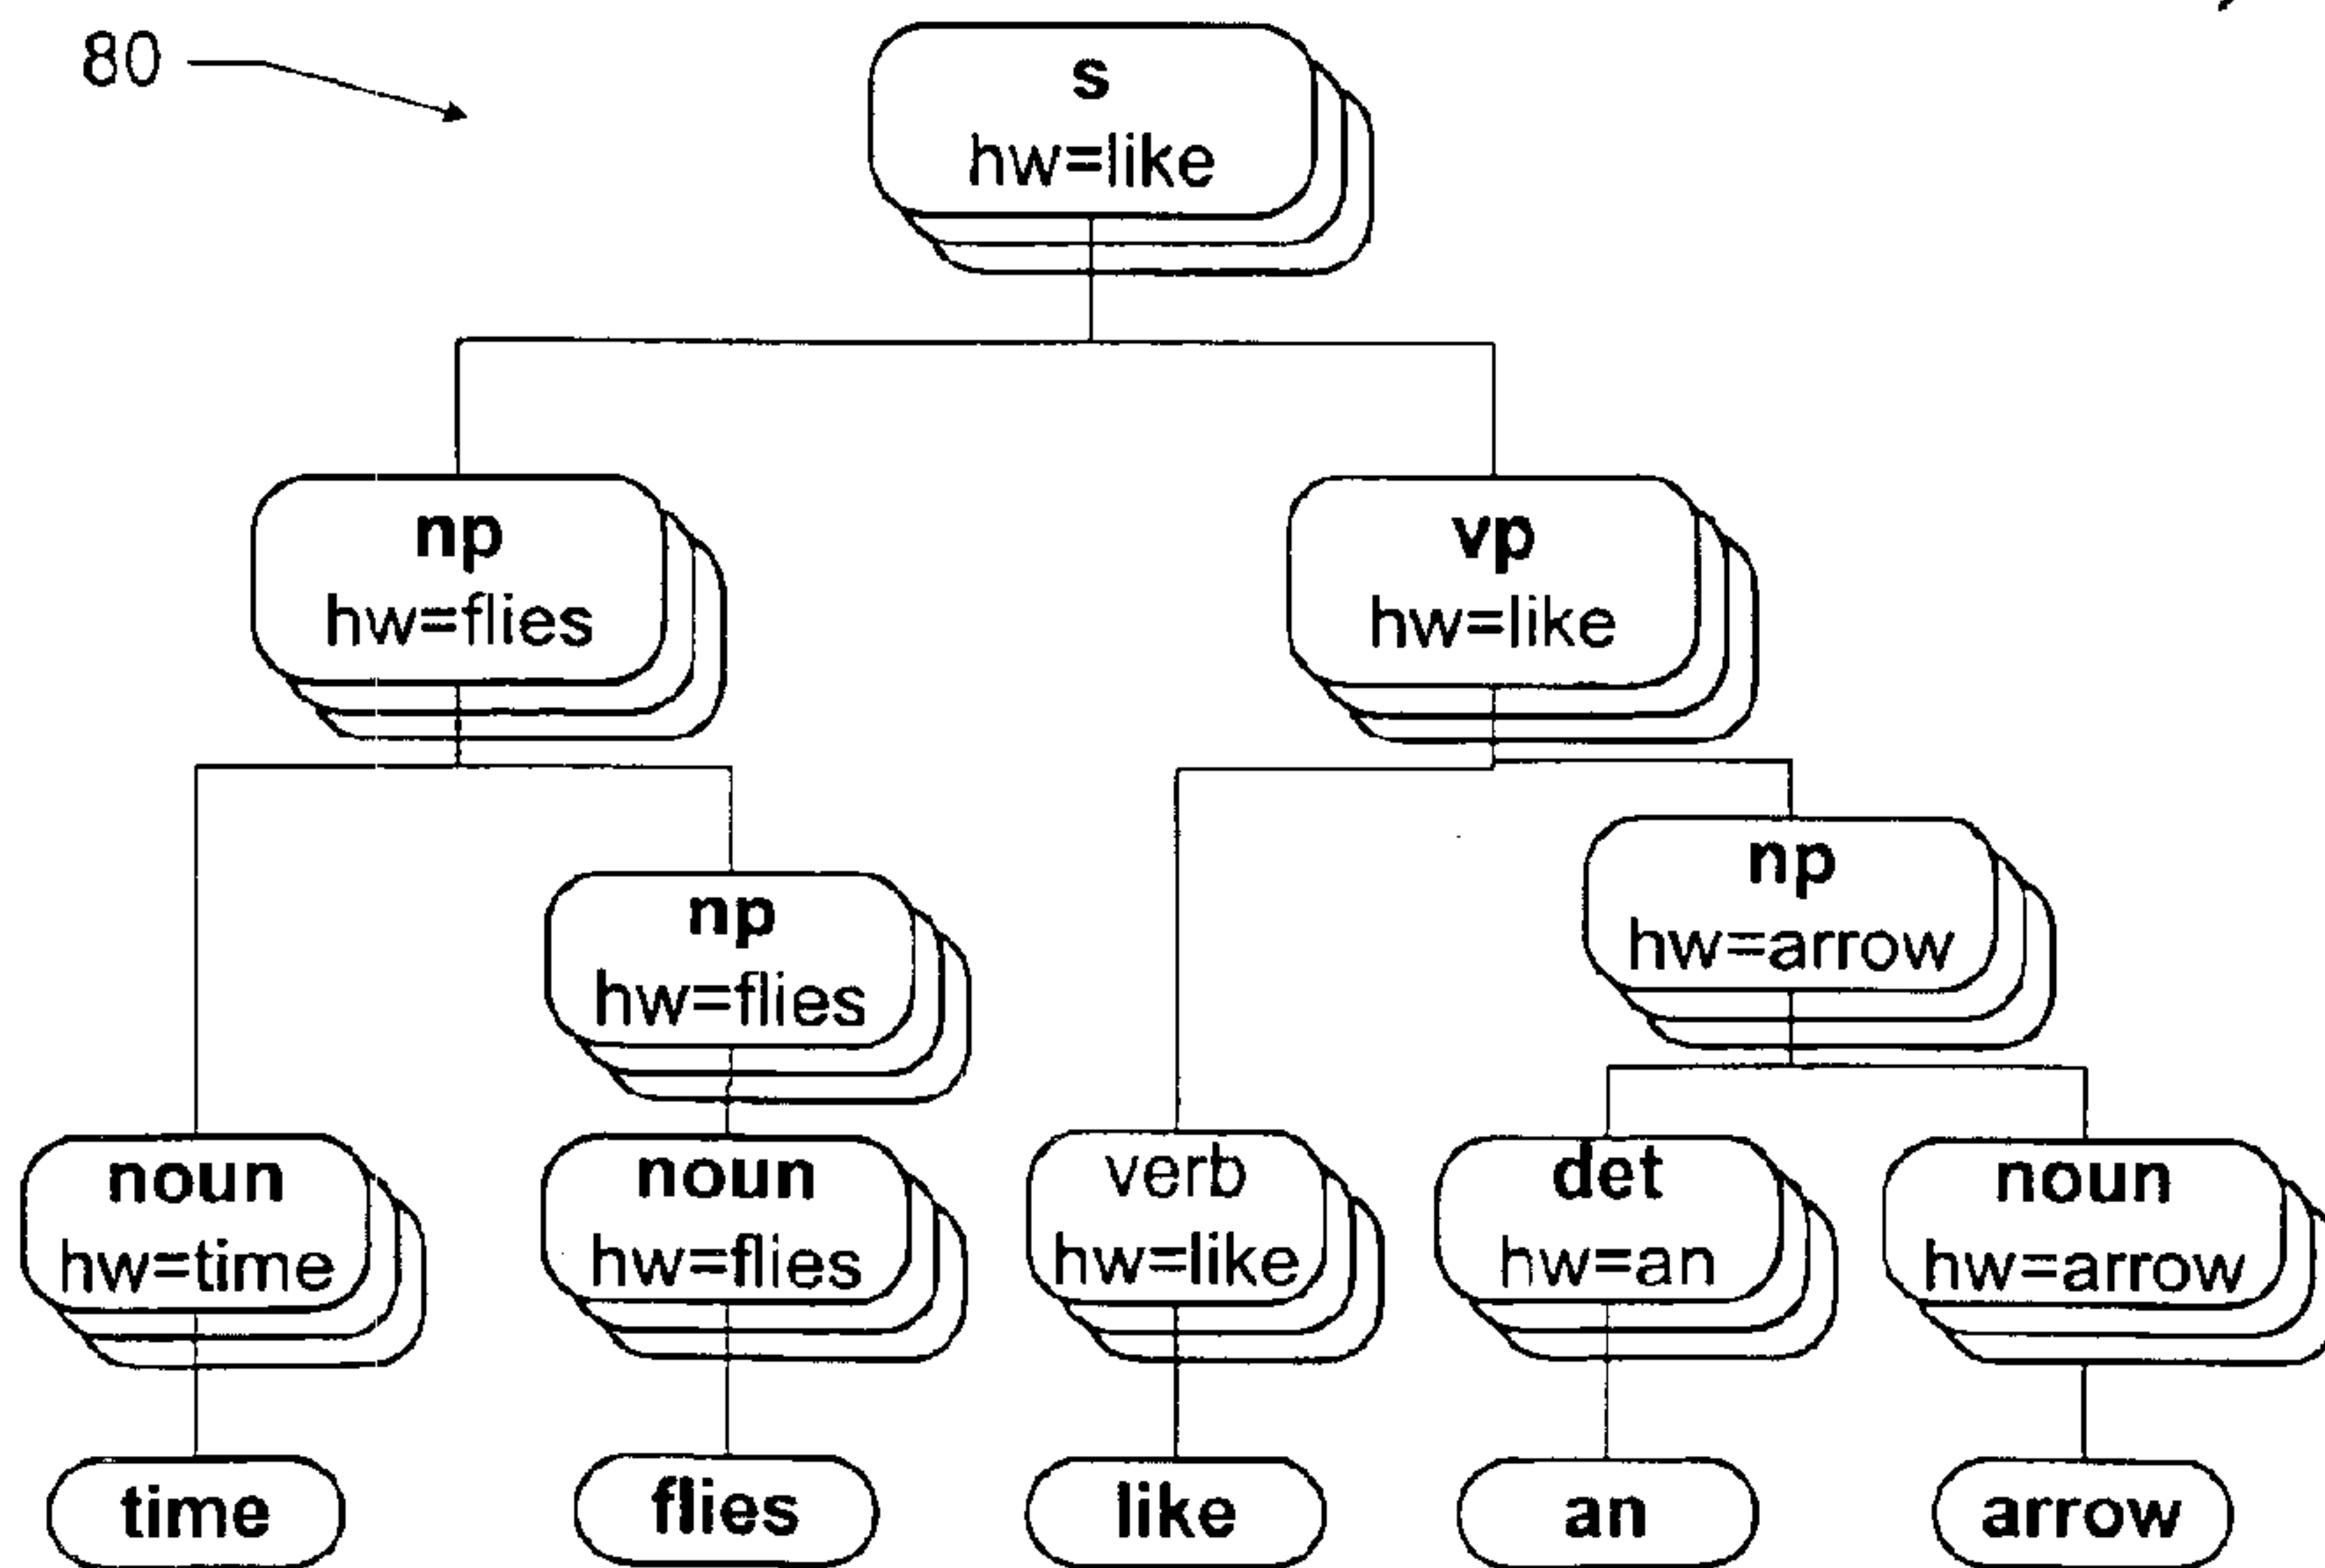 80
s
hw=like
np
hw=flies
vp
hw=like
np
hw=flies
np
hw=arrow
noun
hw=time
noun
hw=flies
verb
hw=like
det
hw=an
noun
hw=arrow
time
flies
like
an
arrow